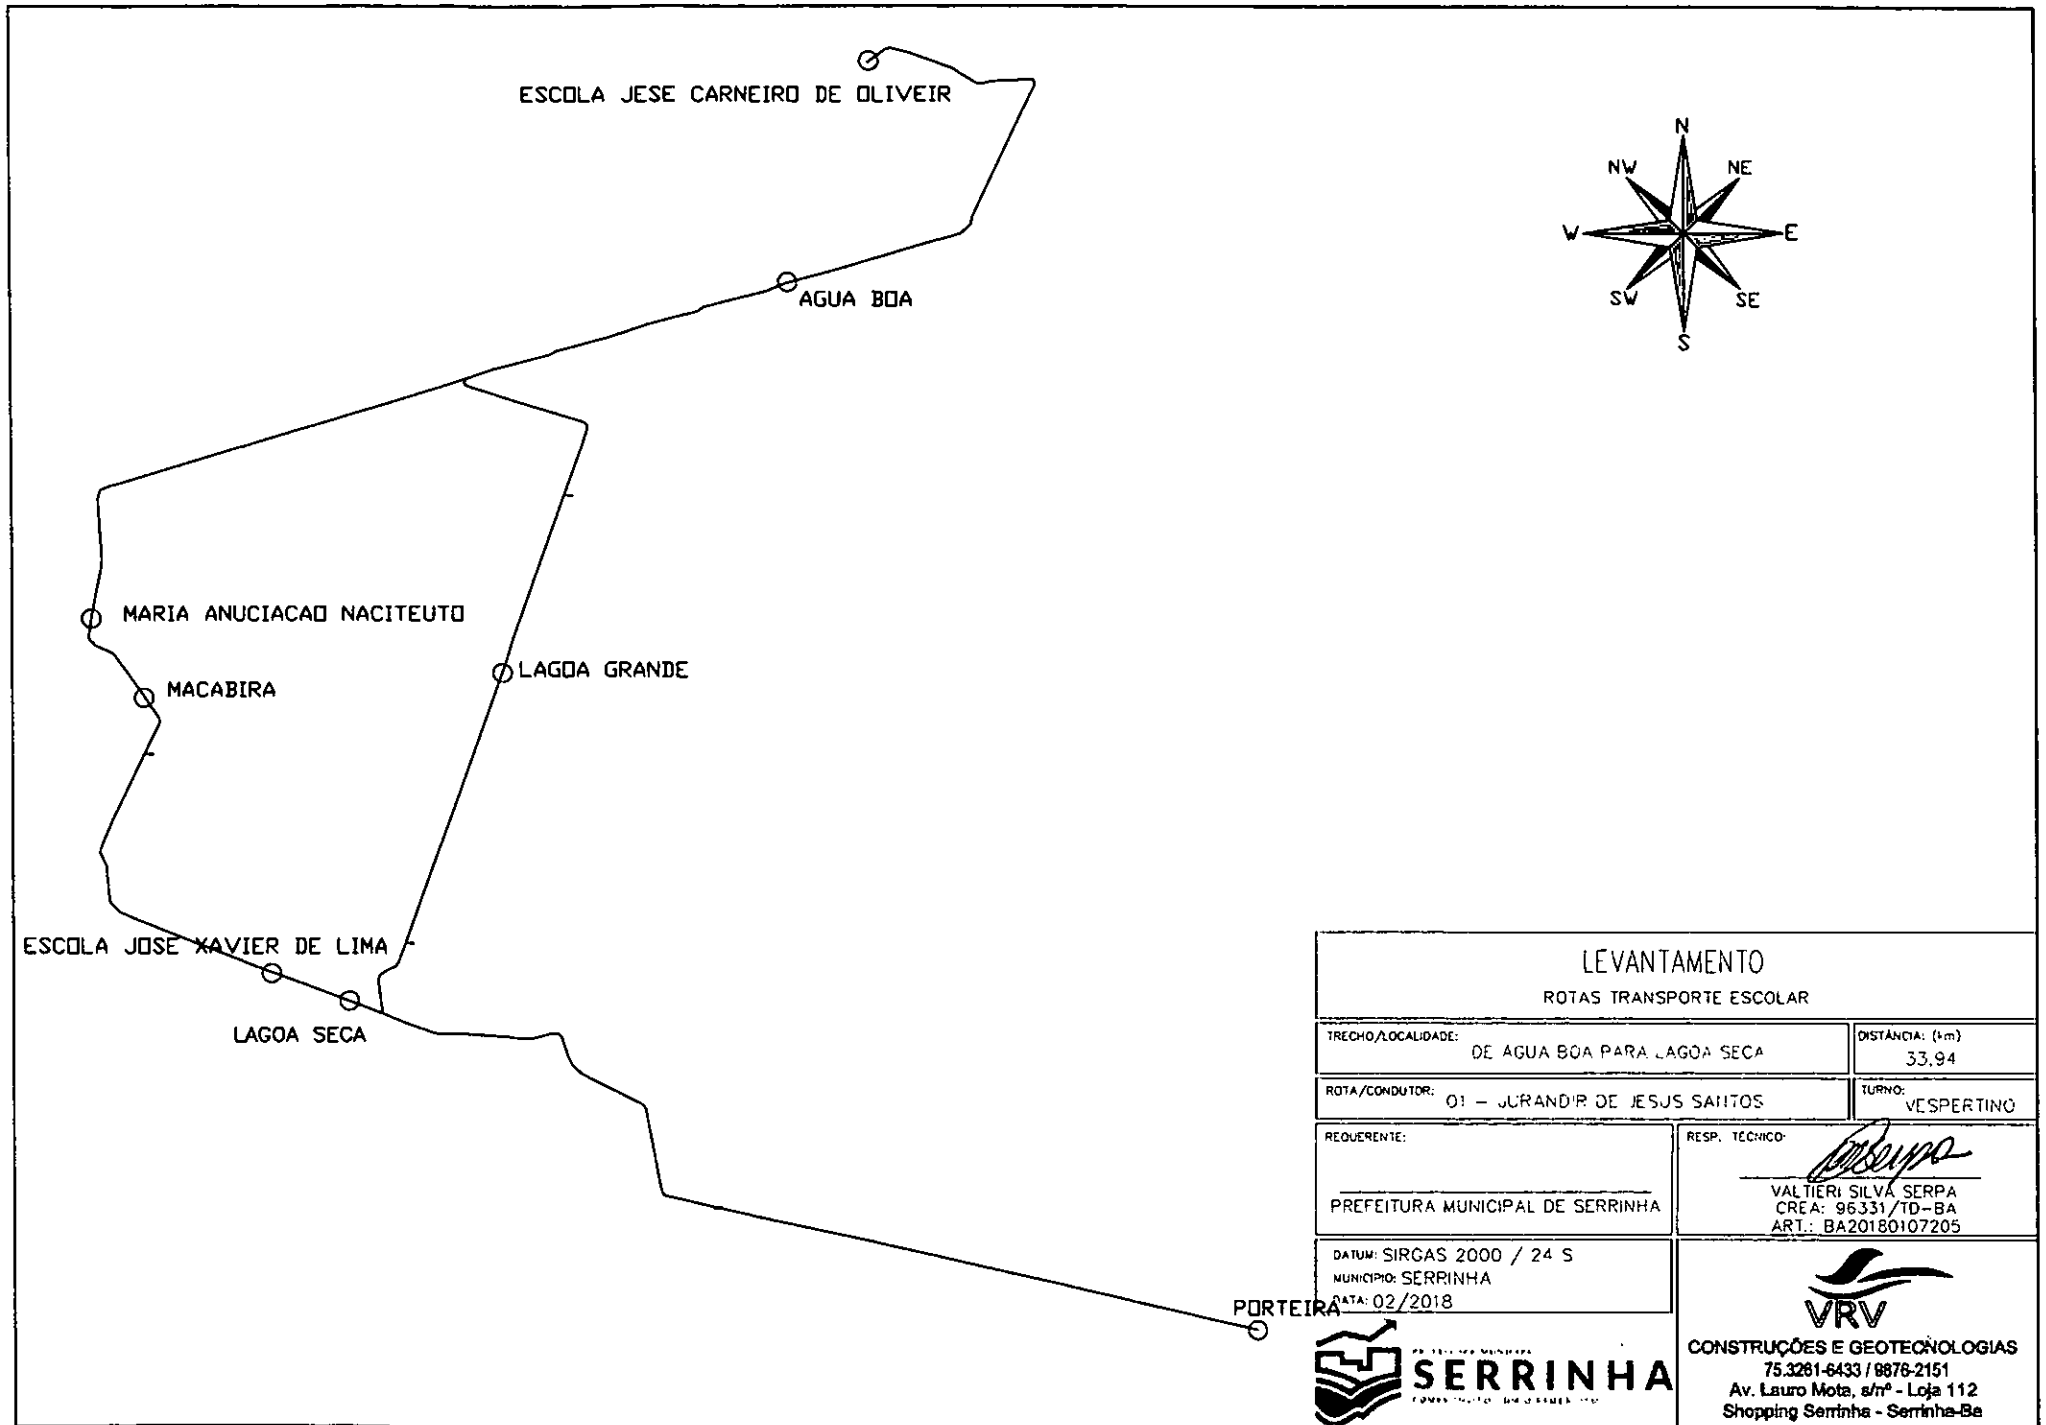 ESCOLA JESE CARNEIRO DE OLIVEIR
N
NW
NE
W
E
SW
SE
S
AGUA BOA
MARIA ANUCIACAO NACITEUTO
LAGOA GRANDE
MACABIRA
ESCOLA JOSE XAVIER DE LIMA
LAGOA SECA
PORTEIRA
LEVANTAMENTO
ROTAS TRANSPORTE ESCOLAR
TRECHO/LOCALIDADE: DE AGUA BOA PARA LAGOA SECA
DISTÂNCIA: (km)
33,94
ROTA/CONDUTOR: 01 - JURANDIR DE JESUS SANTOS
TURNO:
VESPERTINO
REQUERENTE:
PREFEITURA MUNICIPAL DE SERRINHA
RESP. TECNICO:
VALTIERI SILVA SERPA
CREA: 96331/TD-BA
ART.: BA20180107205
DATUM: SIRGAS 2000 / 24 S
MUNICIPIO: SERRINHA
DATA: 02/2018
SERRINHA
VRV
CONSTRUÇÕES E GEOTECNOLOGIAS
75.3261-6433 / 8876-2151
Av. Lauro Mota, s/nº - Loja 112
Shopping Serrinha - Serrinha-Ba